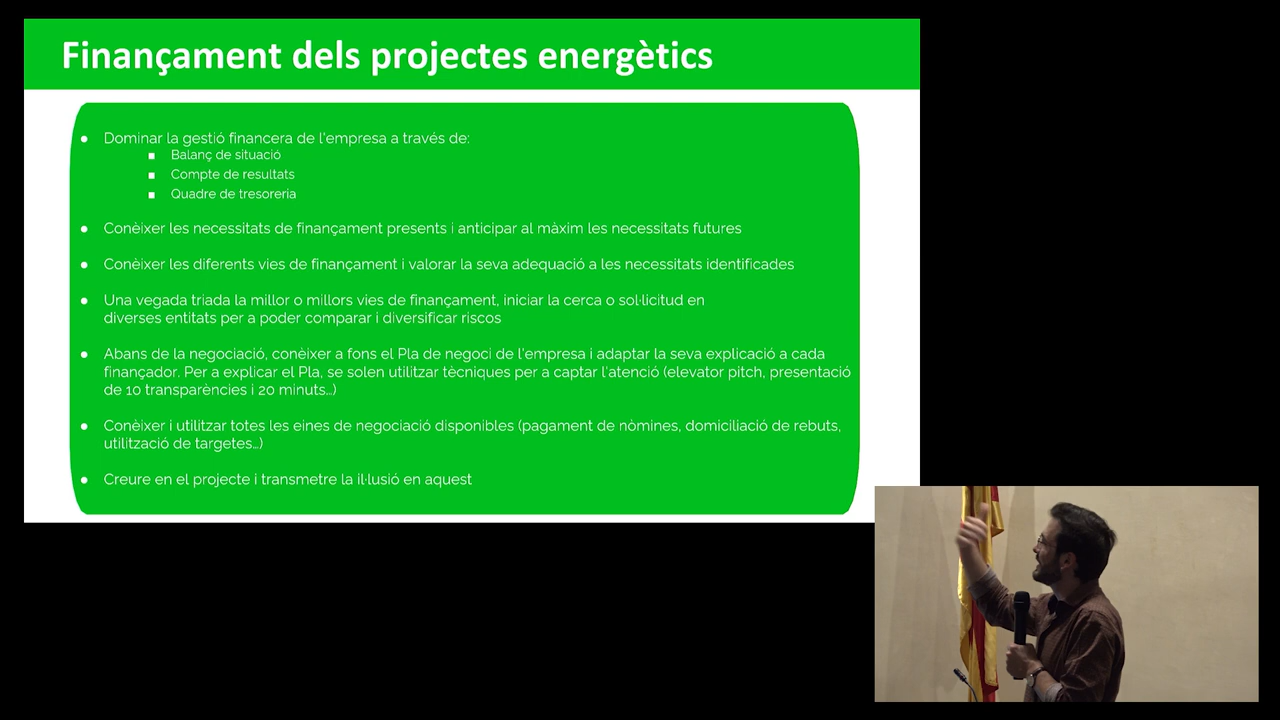 Finançament dels projectes energètics
● Dominar la gestió financera de l'empresa a través de:
■ Balanç de situació
■ Compte de resultats
■ Quadre de tresoreria
● Conèixer les necessitats de finançament presents i anticipar al màxim les necessitats futures
● Conèixer les diferents vies de finançament i valorar la seva adequació a les necessitats identificades
● Una vegada triada la millor o millors vies de finançament, iniciar la cerca o sol·licitud en
diverses entitats per a poder comparar i diversificar riscos
● Abans de la negociació, conèixer a fons el Pla de negoci de l'empresa i adaptar la seva explicació a cada
finançador. Per a explicar el Pla, se solen utilitzar tècniques per a captar l'atenció (elevator pitch, presentació
de 10 transparències i 20 minuts...)
● Conèixer i utilitzar totes les eines de negociació disponibles (pagament de nòmines, domiciliació de rebuts,
utilització de targetes...)
● Creure en el projecte i transmetre la il·lusió en aquest